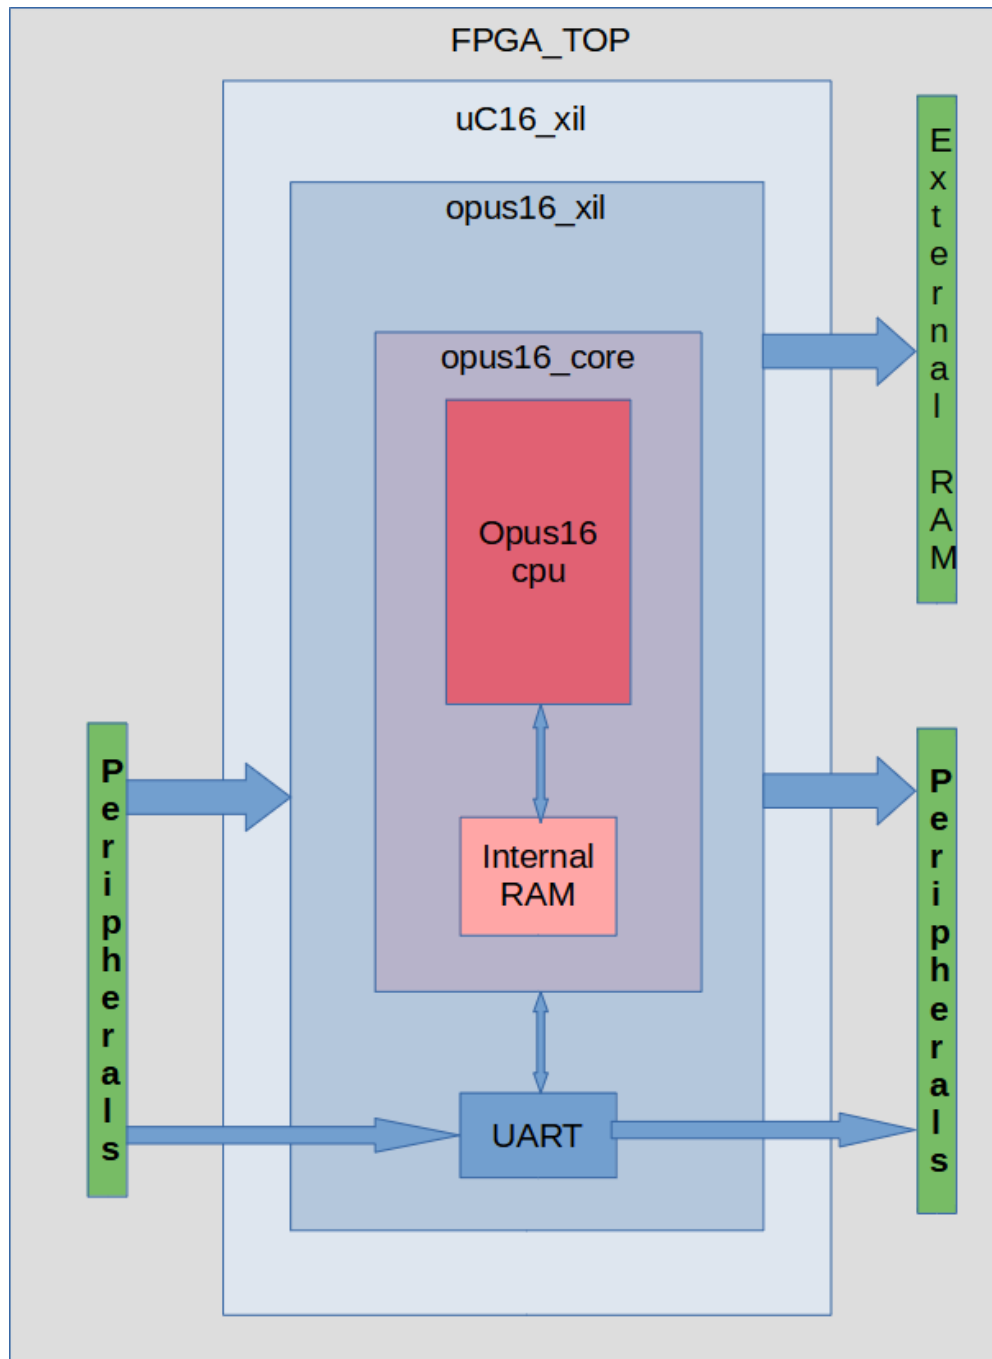 FPGA_TOP
uC16_xil
opus16_xil
opus16_core
Opus16
cpu
Internal
RAM
UART
Peripherals
External RAM
Peripherals